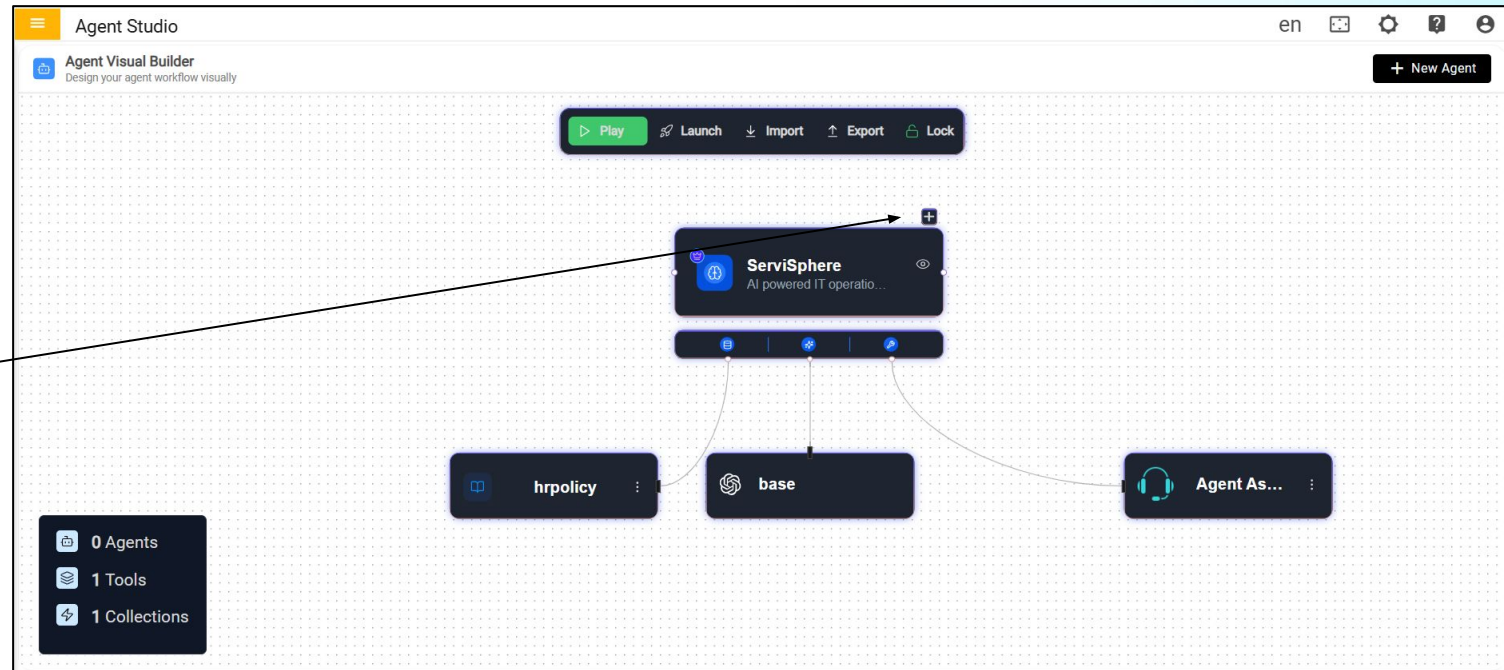 Agent Studio
en
Agent Visual Builder
Design your agent workflow visually
New Agent
Play
Launch
Import
Export
Lock
ServiSphere
AI powered IT operatio...
hrpolicy
base
Agent As...
0 Agents
1 Tools
1 Collections